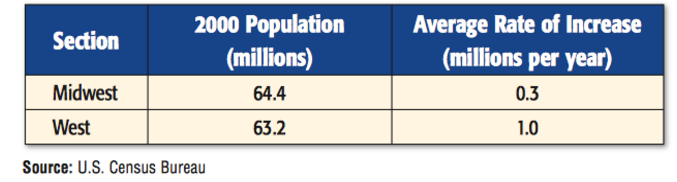 Section 2000 Population (millions) Average Rate of Increase (millions per year)
Midwest 64.4 0.3
West 63.2 1.0
Source: U.S. Census Bureau